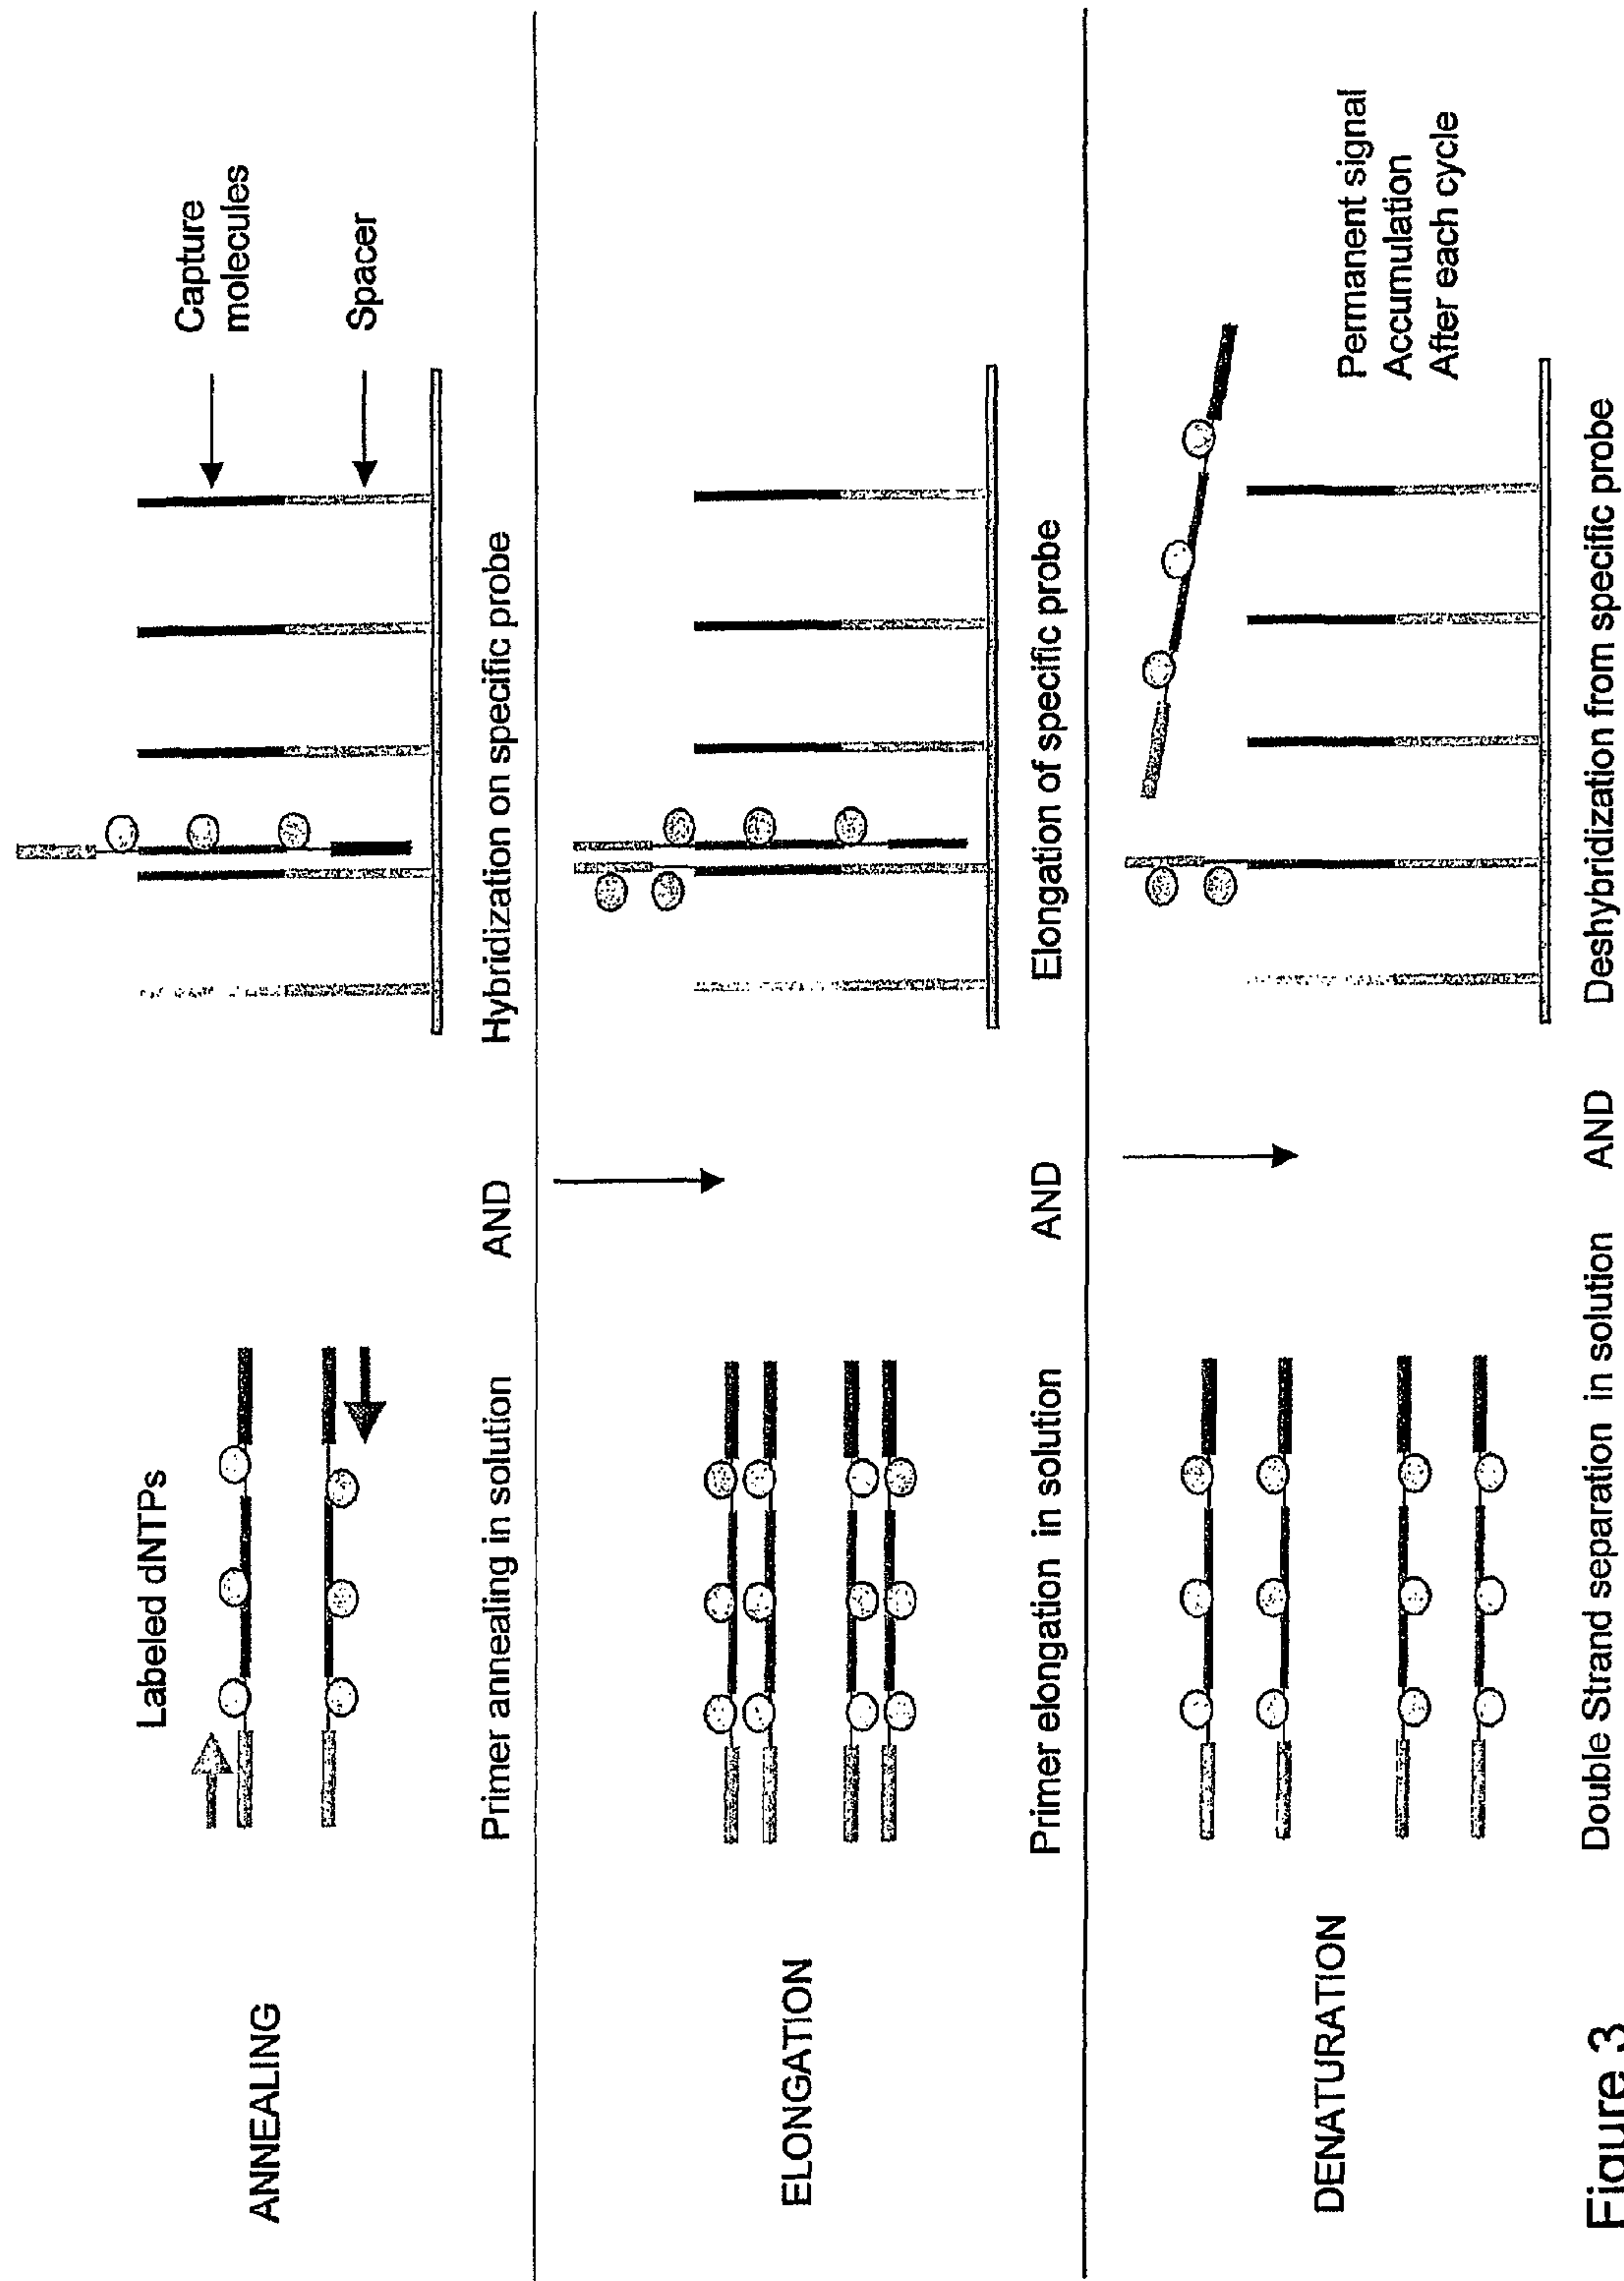 ANNEALING
Labeled dNTPs
Capture
molecules
Spacer
Primer annealing in solution AND Hybridization on specific probe
ELONGATION
Primer elongation in solution AND Elongation of specific probe
DENATURATION
Permanent signal
Accumulation
After each cycle
Double Strand separation in solution AND Deshybridization from specific probe
Figure 3